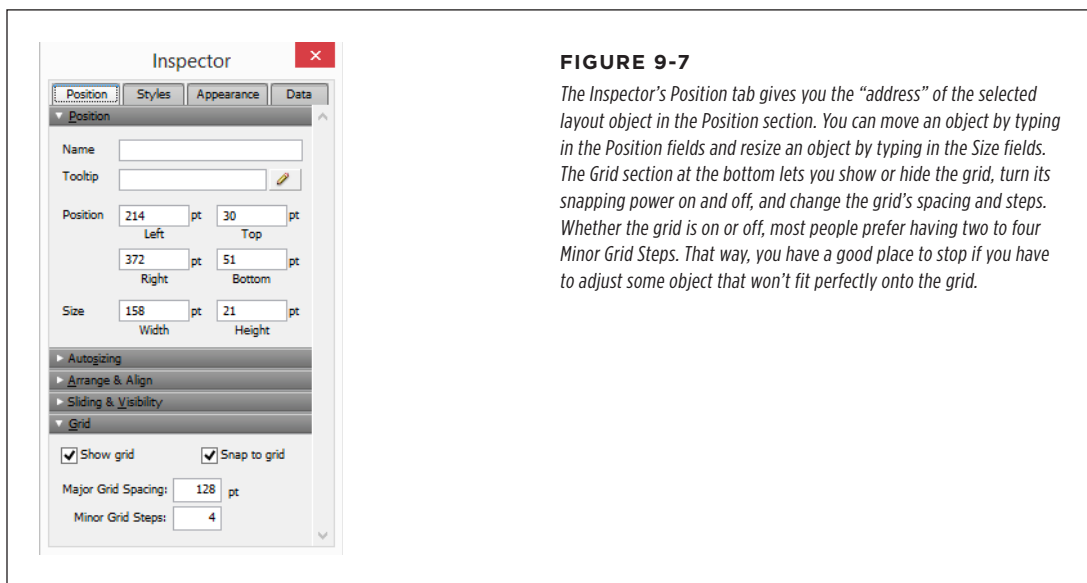 Inspector
Position Styles Appearance Data
Position
Name
Tooltip
Position 214 pt 30 pt
Left Top
372 pt 51 pt
Right Bottom
Size 158 pt 21 pt
Width Height
Autosizing
Arrange & Align
Sliding & Visibility
Grid
Show grid Snap to grid
Major Grid Spacing: 128 pt
Minor Grid Steps: 4
FIGURE 9-7
The Inspector’s Position tab gives you the “address” of the selected
layout object in the Position section. You can move an object by typing
in the Position fields and resize an object by typing in the Size fields.
The Grid section at the bottom lets you show or hide the grid, turn its
snapping power on and off, and change the grid’s spacing and steps.
Whether the grid is on or off, most people prefer having two to four
Minor Grid Steps. That way, you have a good place to stop if you have
to adjust some object that won’t fit perfectly onto the grid.